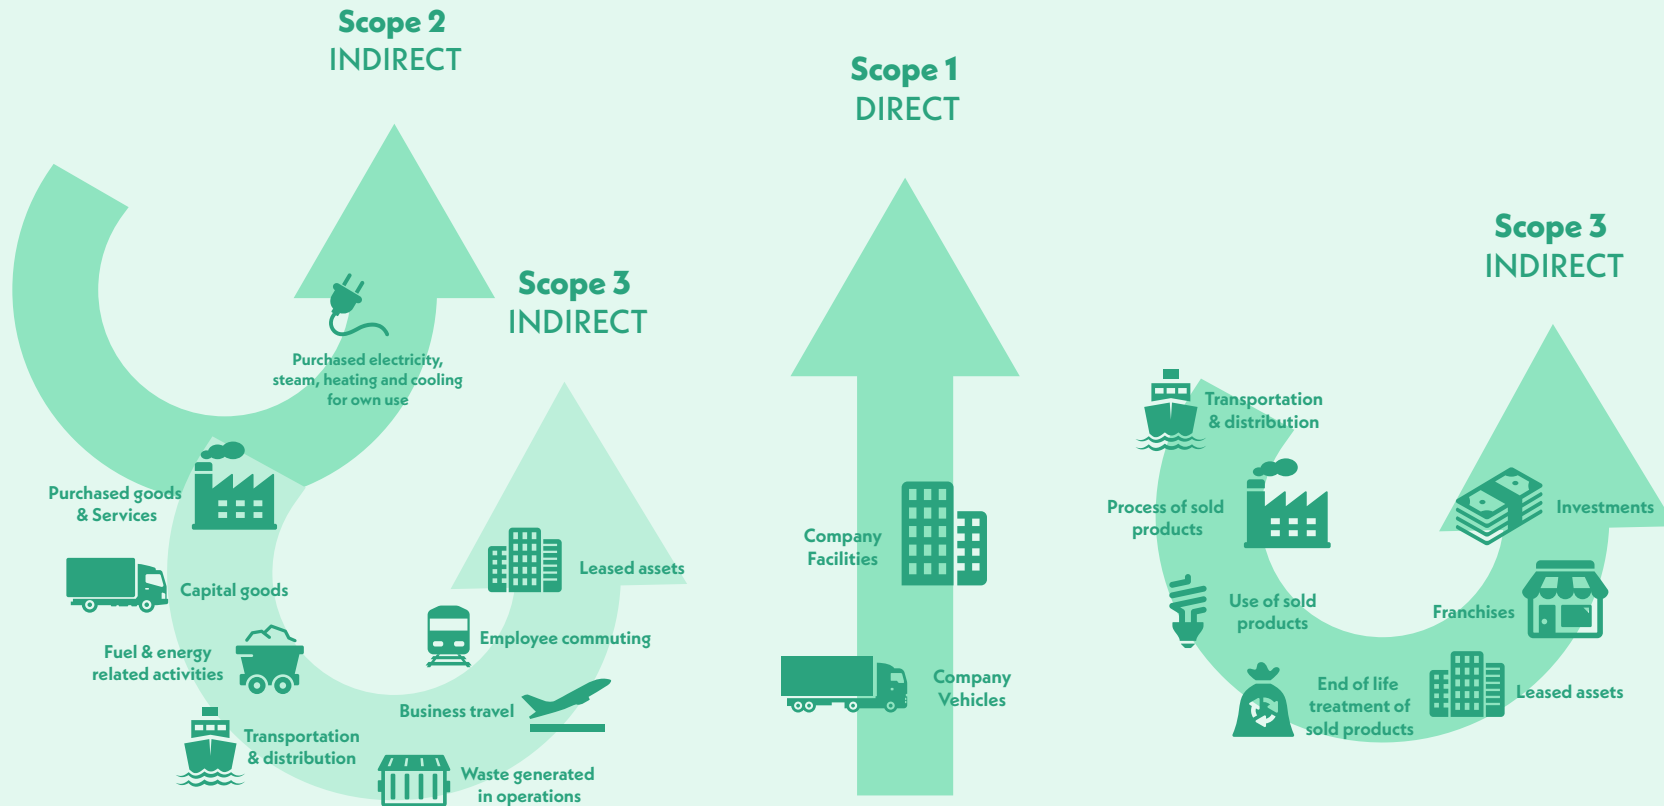 Scope 2
INDIRECT
Purchased electricity,
steam, heating and cooling
for own use
Scope 3
INDIRECT
Purchased goods
& Services
Capital goods
Fuel & energy
related activities
Transportation
& distribution
Waste generated
in operations
Business travel
Employee commuting
Leased assets
Scope 1
DIRECT
Company
Facilities
Company
Vehicles
Scope 3
INDIRECT
Transportation
& distribution
Process of sold
products
Use of sold
products
End of life
treatment of
sold products
Leased assets
Franchises
Investments